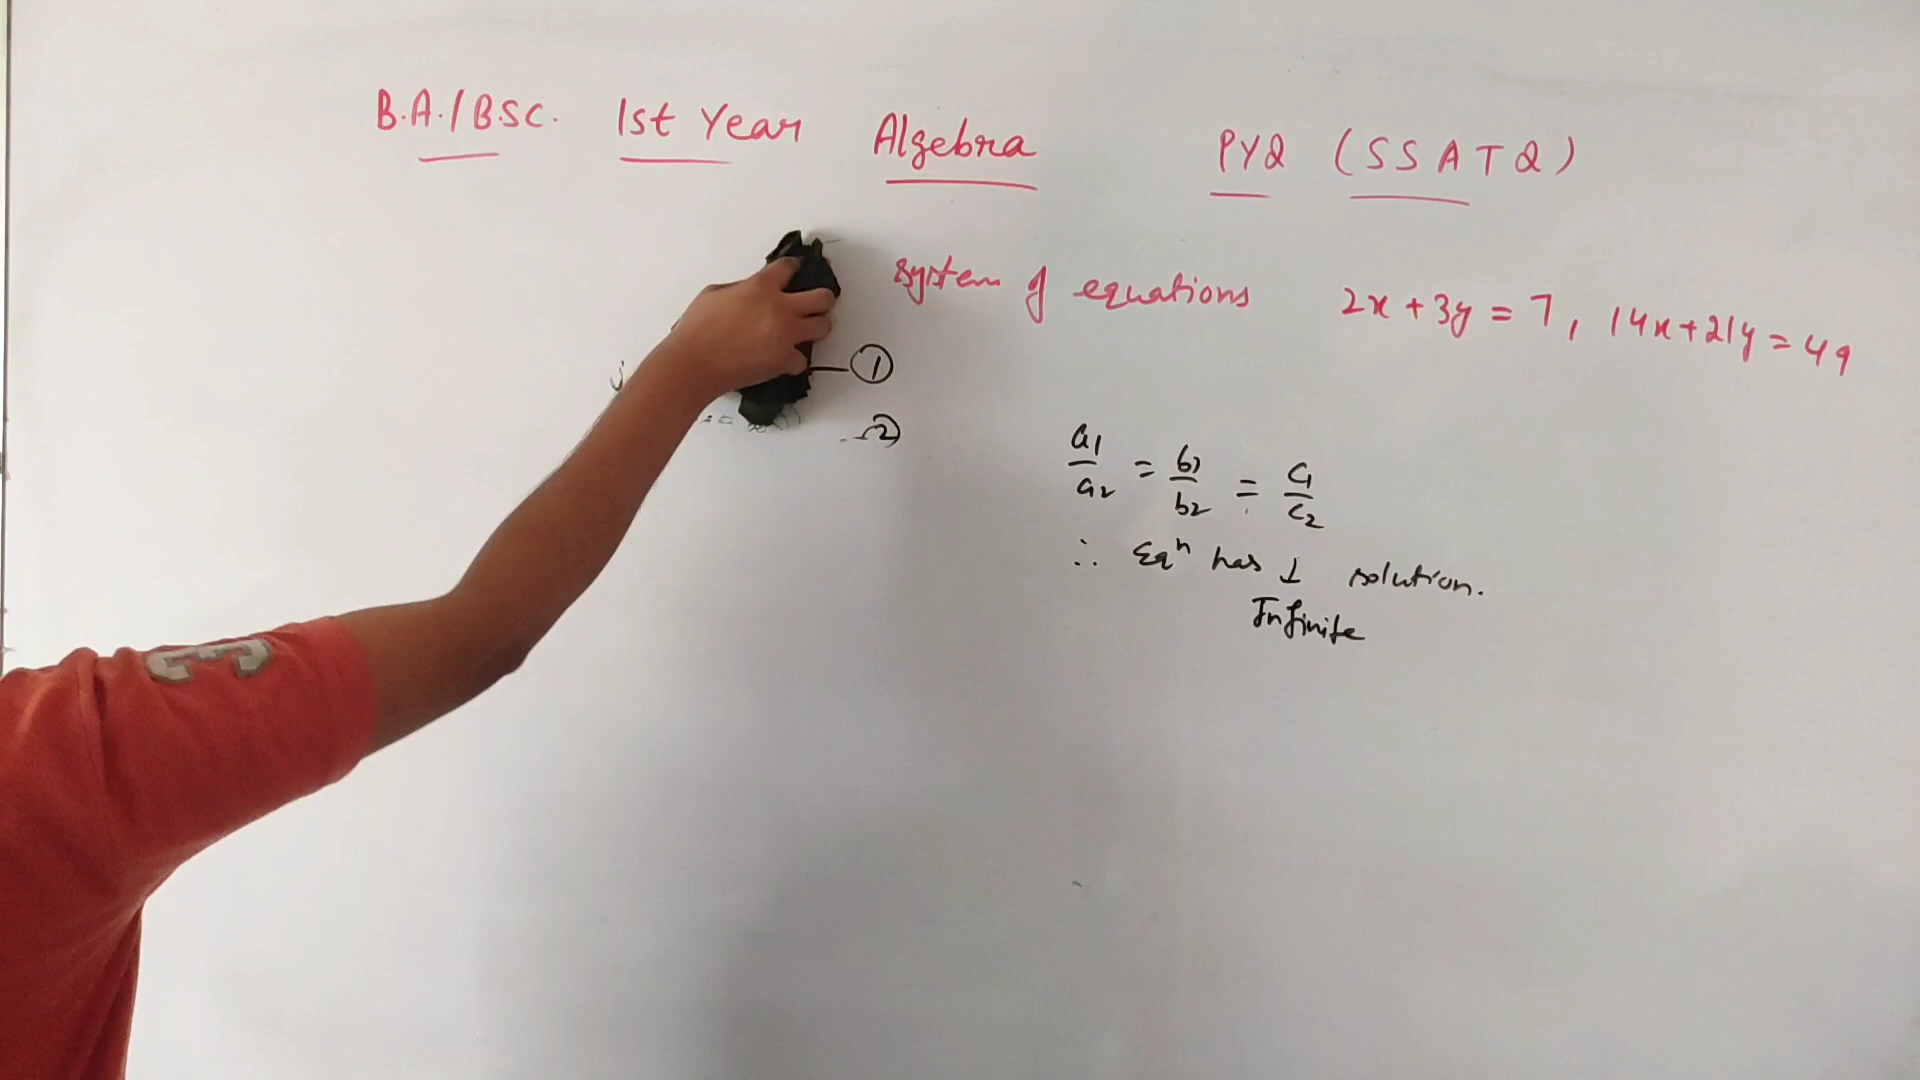 B.A./B.SC. 1st Year Algebra PYQ (SSATQ)
system of equations 2x + 3y = 7, 14x + 21y = 49
— ①
— ②
a1/a2 = b1/b2 = c1/c2
∴ Eqⁿ has ↓ solution.
Infinite
E